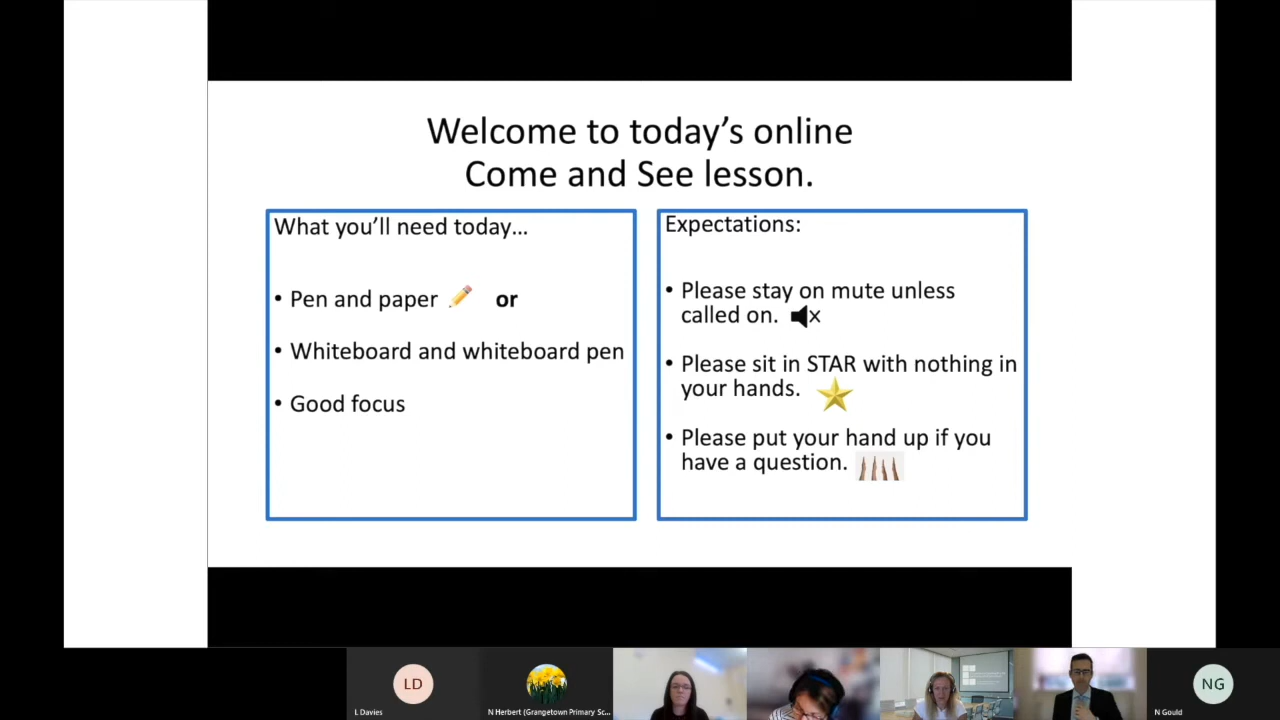 Welcome to today's online
Come and See lesson.
What you'll need today…
• Pen and paper or
• Whiteboard and whiteboard pen
• Good focus
Expectations:
• Please stay on mute unless
called on.
• Please sit in STAR with nothing in
your hands.
• Please put your hand up if you
have a question.
LD
L Davies
N Herbert (Grangetown Primary Sc...
NG
N Gould